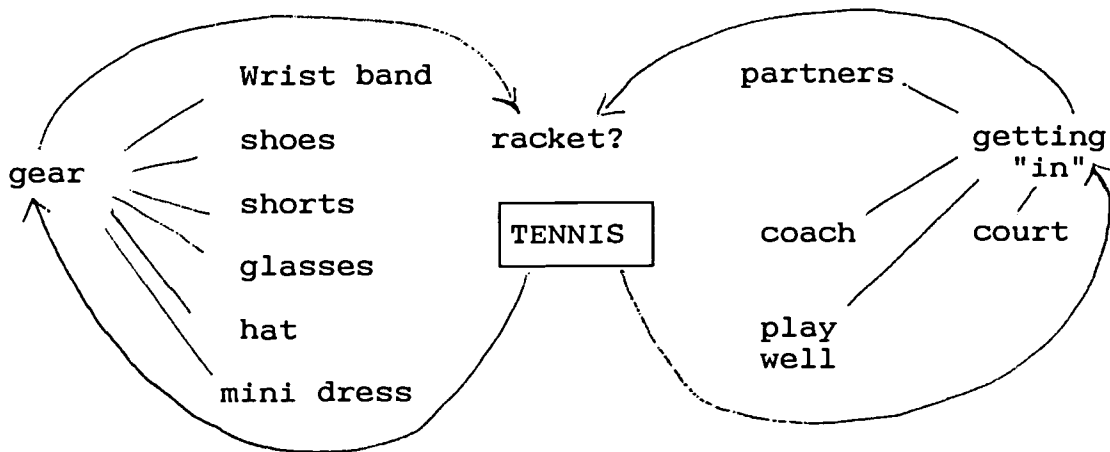 gear
Wrist band
shoes
shorts
glasses
hat
mini dress
racket?
TENNIS
partners
getting
"in"
coach
court
play
well